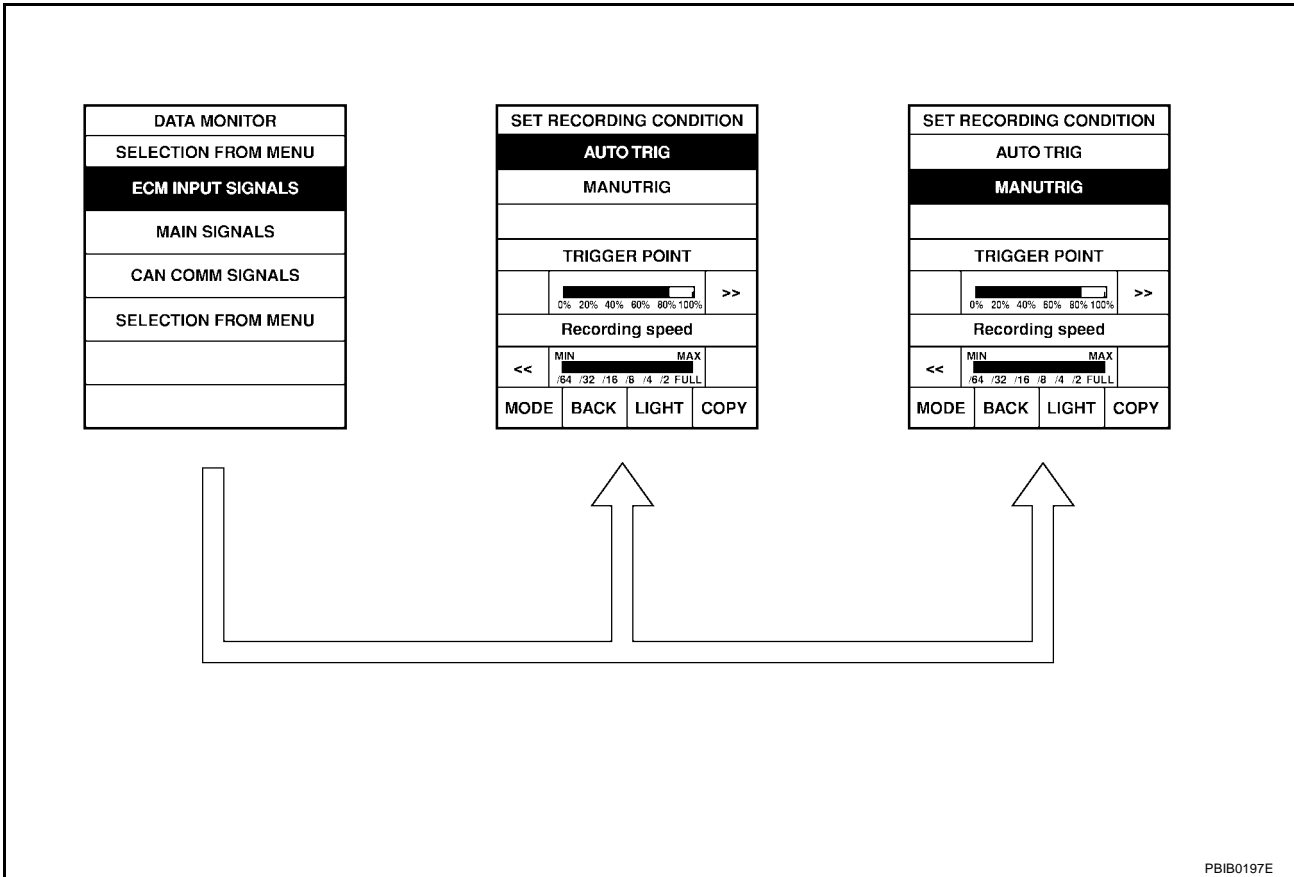 DATA MONITOR
SELECTION FROM MENU
ECM INPUT SIGNALS
MAIN SIGNALS
CAN COMM SIGNALS
SELECTION FROM MENU
SET RECORDING CONDITION
AUTO TRIG
MANUTRIG
TRIGGER POINT
>>
0% 20% 40% 60% 80% 100%
Recording speed
MIN MAX
<<
/64 /32 /16 /8 /4 /2 FULL
MODE BACK LIGHT COPY
SET RECORDING CONDITION
AUTO TRIG
MANUTRIG
TRIGGER POINT
>>
0% 20% 40% 60% 80% 100%
Recording speed
MIN MAX
<<
/64 /32 /16 /8 /4 /2 FULL
MODE BACK LIGHT COPY
PBIB0197E